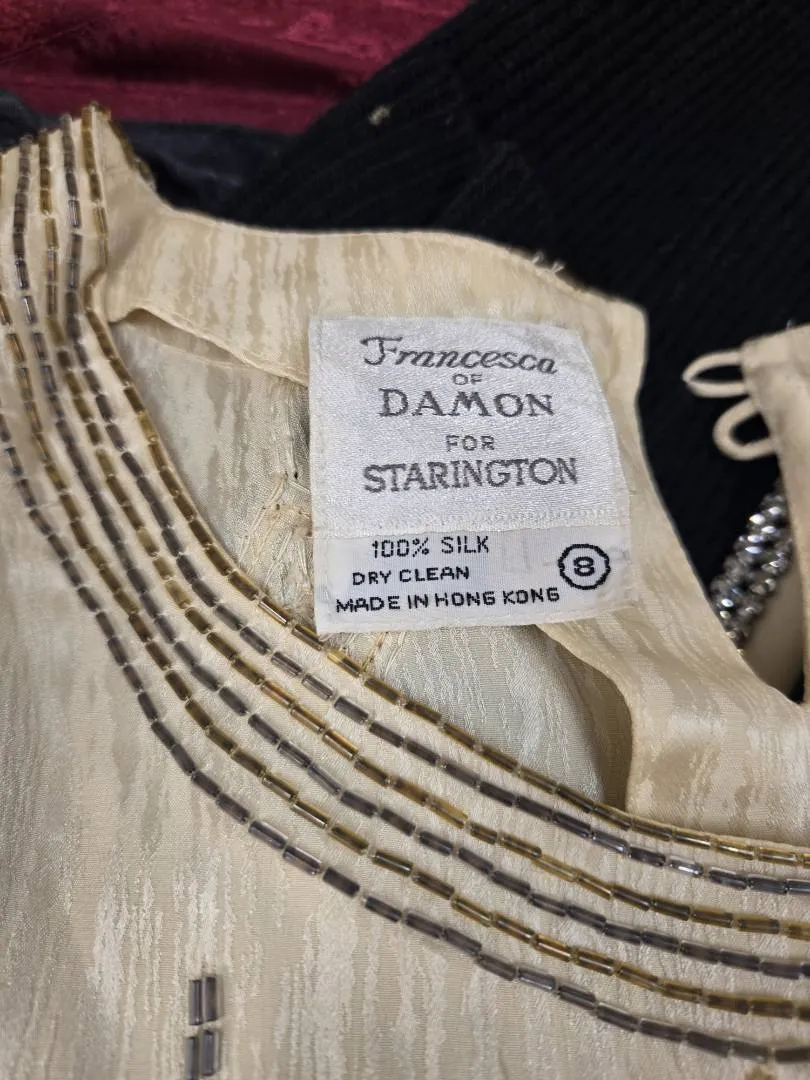 Francesca
OF
DAMON
FOR
STARINGTON
100% SILK
DRY CLEAN
8
MADE IN HONG KONG